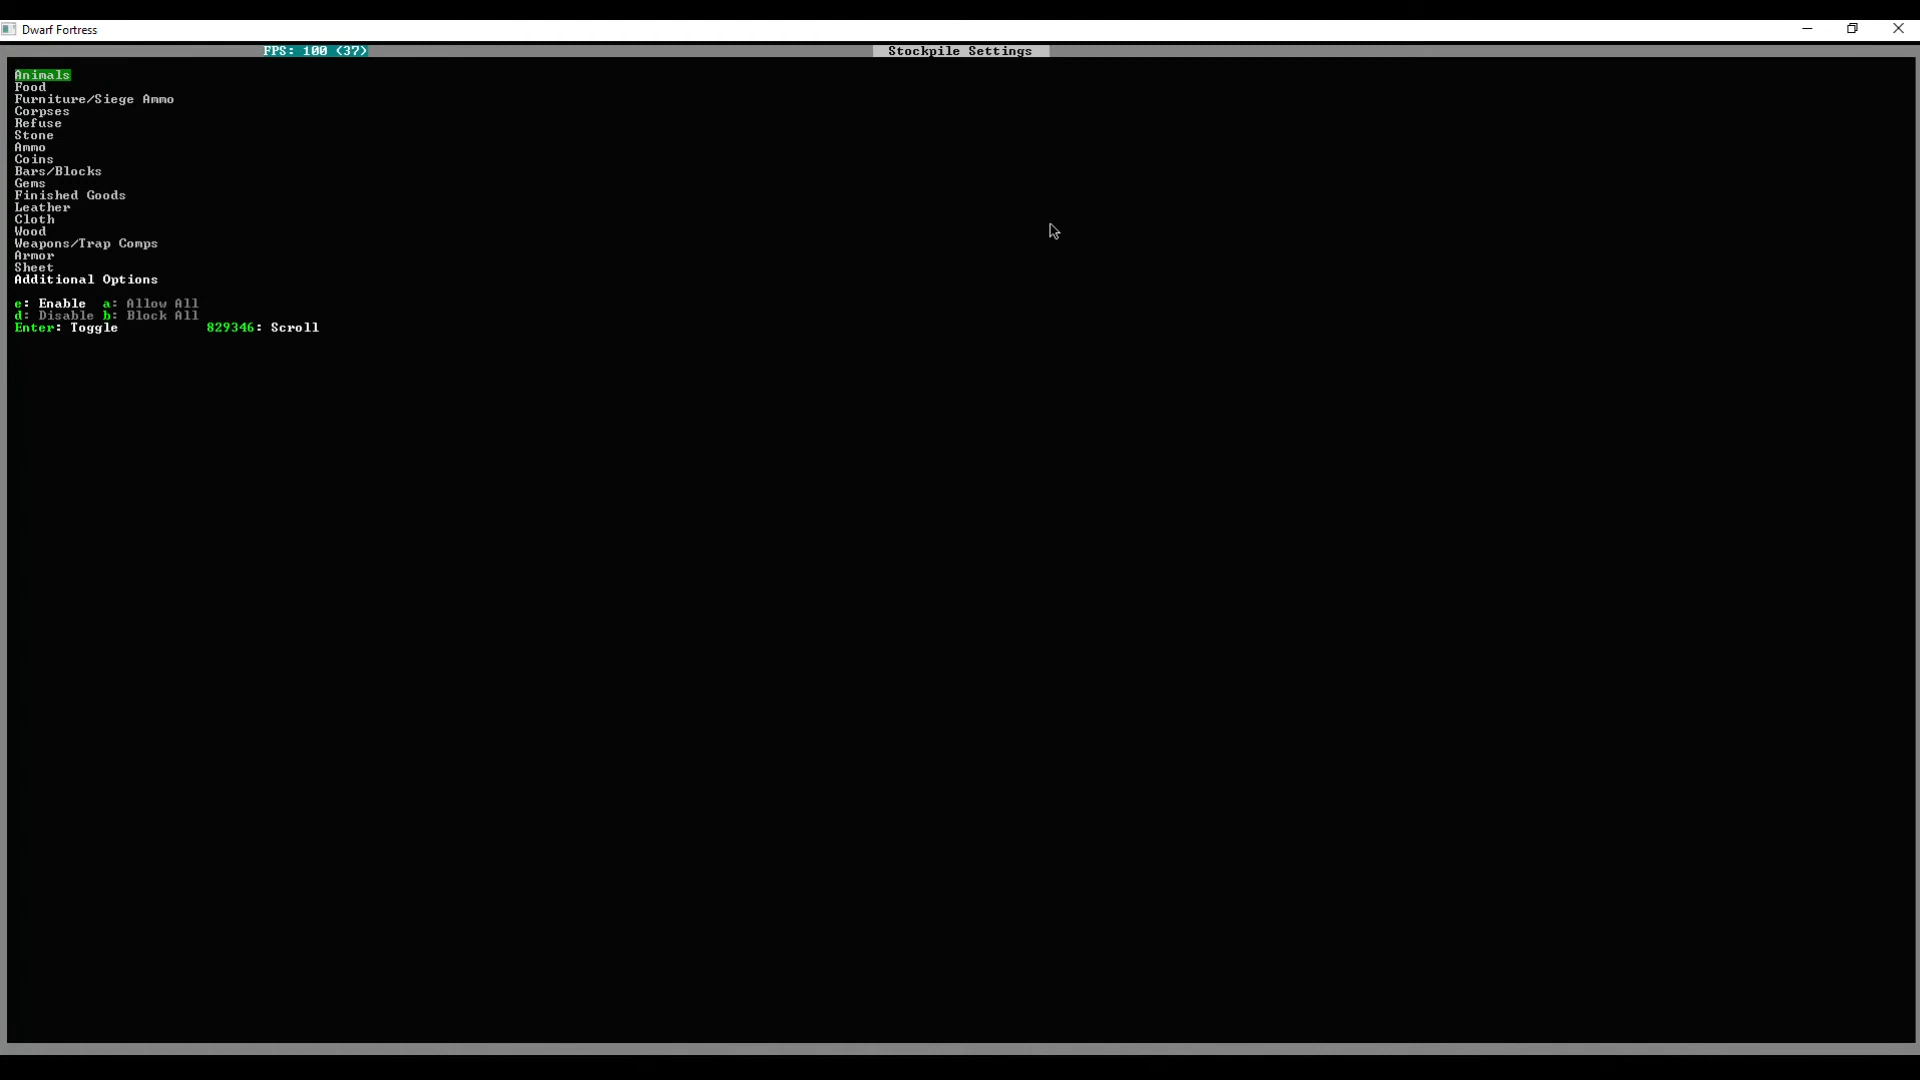 Dwarf Fortress
FPS: 100 (37)
Stockpile Settings
Animals
Food
Furniture/Siege Ammo
Corpses
Refuse
Stone
Ammo
Coins
Bars/Blocks
Gems
Finished Goods
Leather
Cloth
Wood
Weapons/Trap Comps
Armor
Sheet
Additional Options
e: Enable a: Allow All
d: Disable b: Block All
Enter: Toggle 829346: Scroll